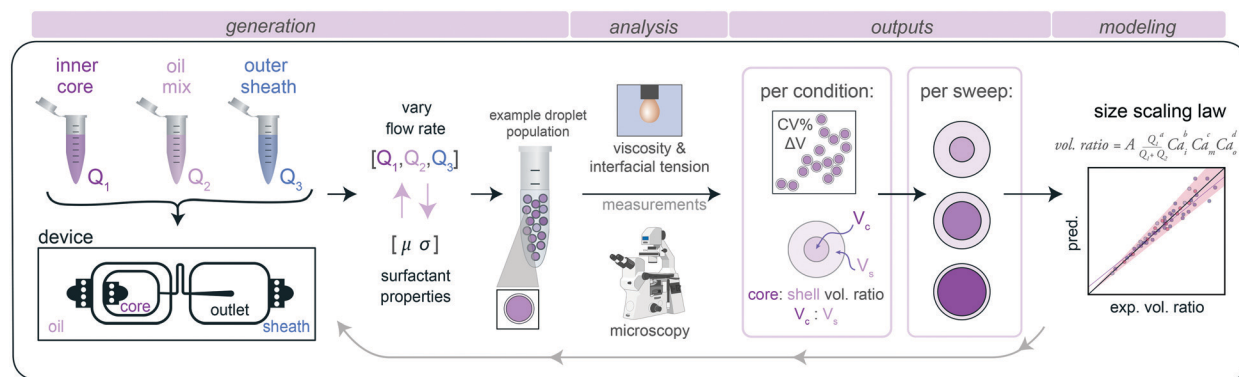 generation
analysis
outputs
modeling
inner
core
oil
mix
outer
sheath
Q1
Q2
Q3
device
core
outlet
oil
sheath
vary
flow rate
[Q1,Q2,Q3]
[ μ σ ]
surfactant
properties
example droplet
population
viscosity &
interfacial tension
measurements
microscopy
per condition:
CV%
ΔV
Vc
Vs
core: shell vol. ratio
Vc : Vs
per sweep:
size scaling law
vol. ratio = A Qi/Qi+Q2 a Cai b Cam c Cao d
pred.
exp. vol. ratio